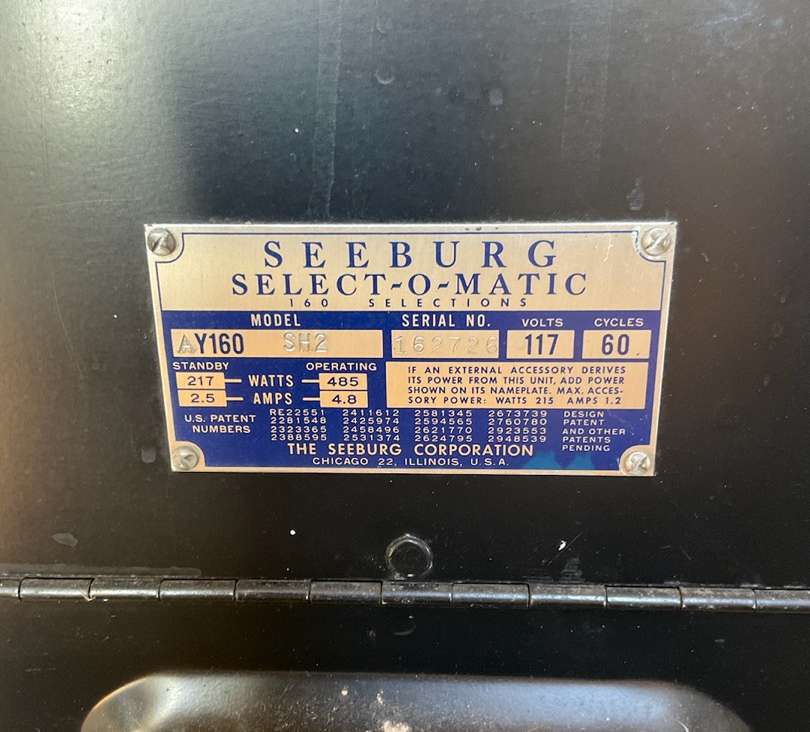 SEEBURG
SELECT-O-MATIC
160 SELECTIONS
MODEL SERIAL NO. VOLTS CYCLES
AY160 SH2 162726 117 60
STANDBY OPERATING
217 WATTS 485
2.5 AMPS 4.8
IF AN EXTERNAL ACCESSORY DERIVES
ITS POWER FROM THIS UNIT, ADD POWER
SHOWN ON ITS NAMEPLATE. MAX. ACCES-
SORY POWER: WATTS 215 AMPS 1.2
U.S. PATENT
NUMBERS
RE22551 2411612 2581345 2673739 DESIGN
2281548 2425974 2594565 2760780 PATENT
2323365 2458496 2621770 2923553 AND OTHER
2388595 2531374 2624795 2948539 PATENTS
PENDING
THE SEEBURG CORPORATION
CHICAGO 22, ILLINOIS, U.S.A.